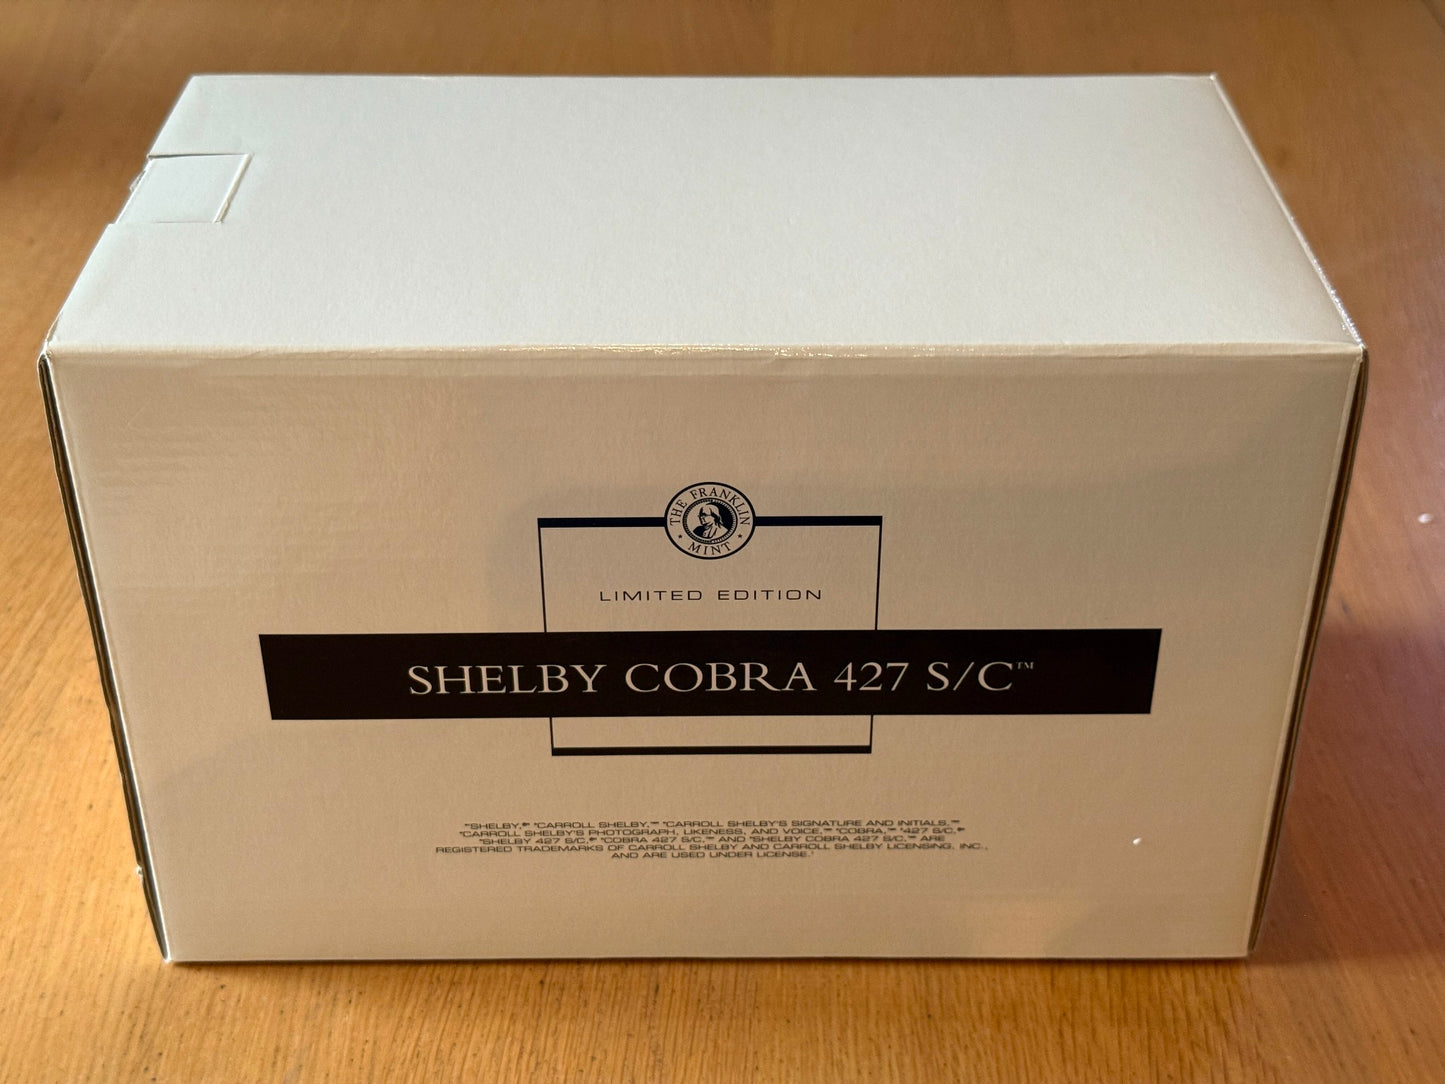 THE FRANKLIN MINT
LIMITED EDITION
SHELBY COBRA 427 S/C™
"SHELBY,® "CARROLL SHELBY,™ "CARROLL SHELBY'S SIGNATURE AND INITIALS,™
"CARROLL SHELBY'S PHOTOGRAPH, LIKENESS, AND VOICE,™ "COBRA,™ "427 S/C,®
"SHELBY 427 S/C,® "COBRA 427 S/C,™ AND "SHELBY COBRA 427 S/C,™ ARE
REGISTERED TRADEMARKS OF CARROLL SHELBY AND CARROLL SHELBY LICENSING, INC.,
AND ARE USED UNDER LICENSE.